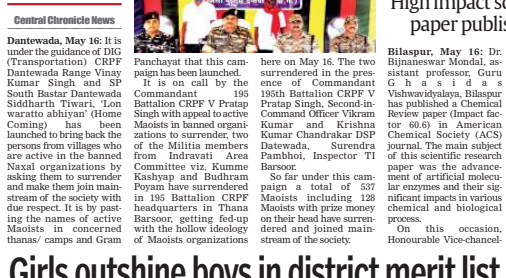 Central Chronicle News
Dantewada, May 16: It is
under the guidance of DIG
(Transportation) CRPF
Dantewada Range Vinay
Kumar Singh and SP
South Bastar Dantewada
Siddharth Tiwari, 'Lon
waratto abhiyan' (Home
Coming) has been
launched to bring back the
persons from villages who
are active in the banned
Naxal organizations by
asking them to surrender
and make them join main-
stream of the society with
due respect. It is by past-
ing the names of active
Maoists in concerned
thanas/ camps and Gram
Panchayat that this cam-
paign has been launched.
It is on call by the
Commandant 195
Battalion CRPF V Pratap
Singh with appeal to active
Maoists in banned organi-
zations to surrender, two
of the Militia members
from Indravati Area
Committee viz. Kumme
Kashyap and Budhram
Poyam have surrendered
in 195 Battalion CRPF
headquarters in Thana
Barsoor, getting fed-up
with the hollow ideology
of Maoists organizations
here on May 16. The two
surrendered in the pres-
ence of Commandant
195th Battalion CRPF V
Pratap Singh, Second-in-
Command Officer Vikram
Kumar and Krishna
Kumar Chandrakar DSP
Datewada, Surendra
Pambhoi, Inspector TI
Barsoor.
So far under this cam-
paign a total of 537
Maoists including 128
Maoists with prize money
on their head have surren-
dered and joined main-
stream of the society.
High impact sc
paper publis
Bilaspur, May 16: Dr.
Bijnaneswar Mondal, as-
sistant professor, Guru
Ghasidas
Vishwavidyalaya, Bilaspur
has published a Chemical
Review paper (Impact fac-
tor 60.6) in American
Chemical Society (ACS)
journal. The main subject
of this scientific research
paper was the advance-
ment of artificial molecu-
lar enzymes and their sig-
nificant impacts in various
chemical and biological
process.
On this occasion,
Honourable Vice-chancel-
Girls outshine boys in district merit list